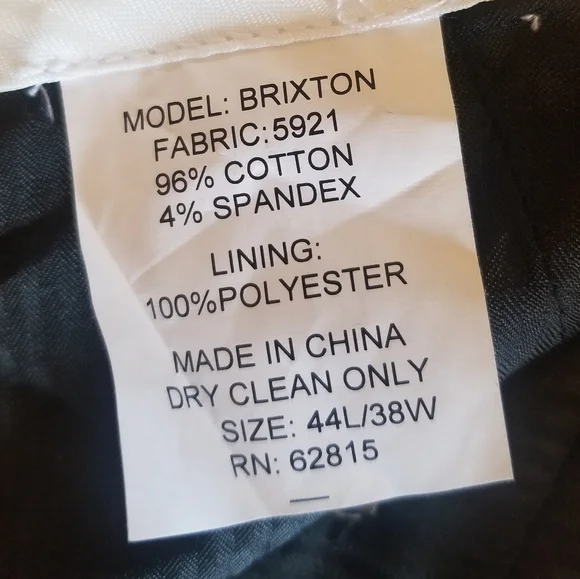 MODEL: BRIXTON
FABRIC:5921
96% COTTON
4% SPANDEX
LINING:
100%POLYESTER
MADE IN CHINA
DRY CLEAN ONLY
SIZE: 44L/38W
RN: 62815